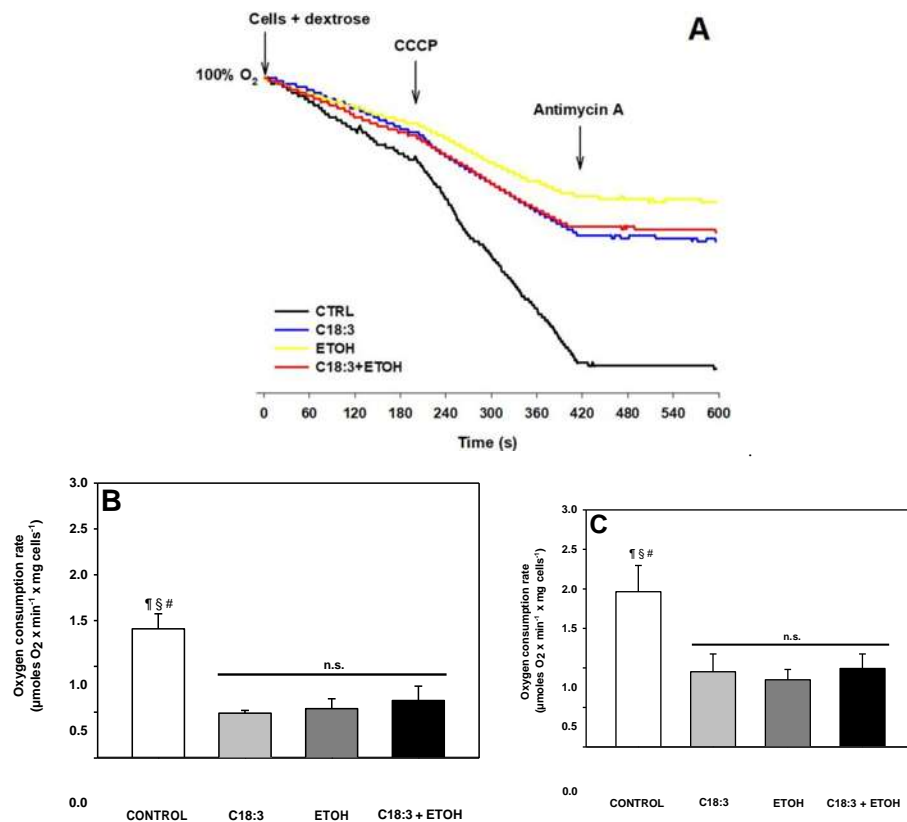 Cells + dextrose
A
CCCP
100% O2
Antimycin A
CTRL
C18:3
ETOH
C18:3+ETOH
0 60 120 180 240 300 360 420 480 540 600
Time (s)
.
B
Oxygen consumption rate
(µmoles O2 x min-1 x mg cells-1)
3.0
2.5
2.0
1.5
1.0
0.5
0.0
¶ § #
n.s.
CONTROL C18:3 ETOH C18:3 + ETOH
C
Oxygen consumption rate
(µmoles O2 x min-1 x mg cells-1)
3.0
2.5
2.0
1.5
1.0
0.5
0.0
¶ § #
n.s.
CONTROL C18:3 ETOH C18:3 + ETOH